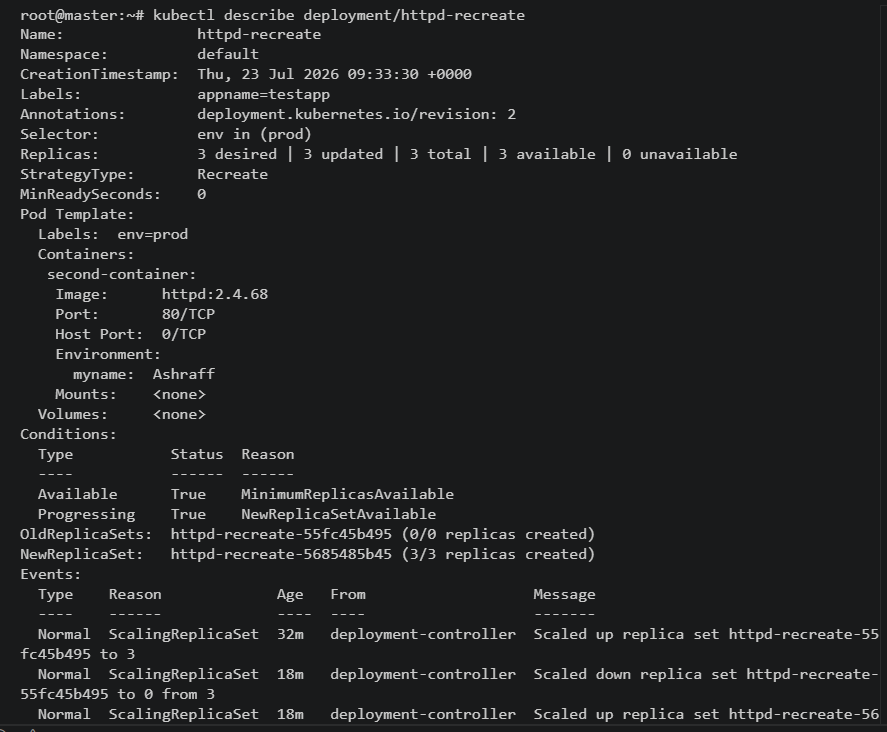 root@master:~# kubectl describe deployment/httpd-recreate
Name:                   httpd-recreate
Namespace:              default
CreationTimestamp:  Thu, 23 Jul 2026 09:33:30 +0000
Labels:                 appname=testapp
Annotations:            deployment.kubernetes.io/revision: 2
Selector:               env in (prod)
Replicas:               3 desired | 3 updated | 3 total | 3 available | 0 unavailable
StrategyType:           Recreate
MinReadySeconds:    0
Pod Template:
  Labels:  env=prod
  Containers:
   second-container:
    Image:      httpd:2.4.68
    Port:       80/TCP
    Host Port:  0/TCP
    Environment:
      myname:  Ashraff
    Mounts:    <none>
  Volumes:     <none>
Conditions:
  Type           Status  Reason
  ----           ------  ------
  Available      True    MinimumReplicasAvailable
  Progressing    True    NewReplicaSetAvailable
OldReplicaSets:  httpd-recreate-55fc45b495 (0/0 replicas created)
NewReplicaSet:   httpd-recreate-5685485b45 (3/3 replicas created)
Events:
  Type    Reason             Age   From                   Message
  ----    ------             ----  ----                   -------
  Normal  ScalingReplicaSet  32m   deployment-controller  Scaled up replica set httpd-recreate-55
fc45b495 to 3
  Normal  ScalingReplicaSet  18m   deployment-controller  Scaled down replica set httpd-recreate-
55fc45b495 to 0 from 3
  Normal  ScalingReplicaSet  18m   deployment-controller  Scaled up replica set httpd-recreate-56